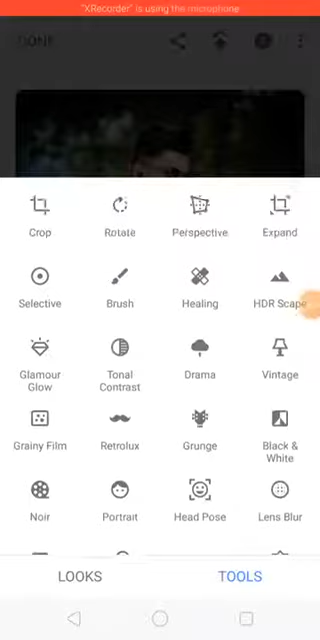 "XRecorder" is using the microphone
DONE
Crop Rotate Perspective Expand
Selective Brush Healing HDR Scape
Glamour Glow Tonal Contrast Drama Vintage
Grainy Film Retrolux Grunge Black & White
Noir Portrait Head Pose Lens Blur
LOOKS TOOLS